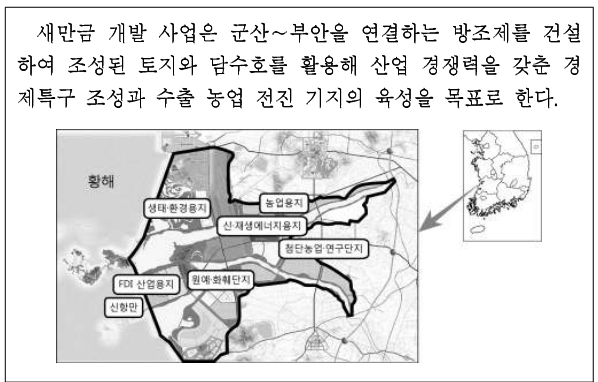 새만금 개발 사업은 군산～부안을 연결하는 방조제를 건설
하여 조성된 토지와 담수호를 활용해 산업 경쟁력을 갖춘 경
제특구 조성과 수출 농업 전진 기지의 육성을 목표로 한다.
황해
생태·환경용지
농업용지
신·재생에너지용지
첨단농업·연구단지
FDI 산업용지
원예·화훼단지
신항만